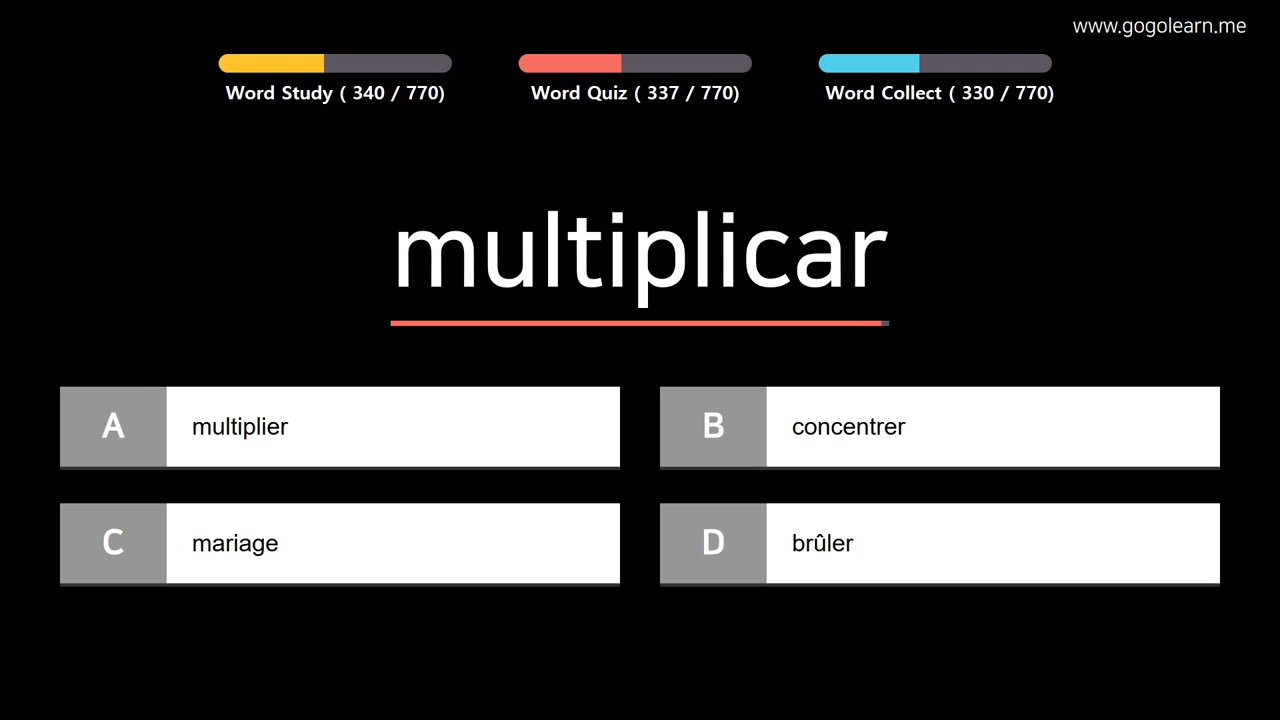 www.gogolearn.me
Word Study ( 340 / 770)
Word Quiz ( 337 / 770)
Word Collect ( 330 / 770)
multiplicar
A multiplier
B concentrer
C mariage
D brûler